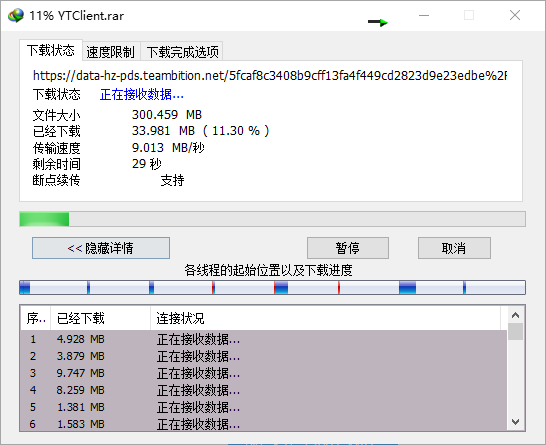 11% YTClient.rar
下载状态 速度限制 下载完成选项
https://data-hz-pds.teambition.net/5fcaf8c3408b9cff13fa4f449cd2823d9e23edbe%2F
下载状态 正在接收数据...
文件大小 300.459 MB
已经下载 33.981 MB ( 11.30 % )
传输速度 9.013 MB/秒
剩余时间 29 秒
断点续传 支持
<< 隐藏详情 暂停 取消
各线程的起始位置以及下载进度
序.. 已经下载 连接状况
1 4.928 MB 正在接收数据...
2 3.879 MB 正在接收数据...
3 9.747 MB 正在接收数据...
4 8.259 MB 正在接收数据...
5 1.381 MB 正在接收数据...
6 1.583 MB 正在接收数据...